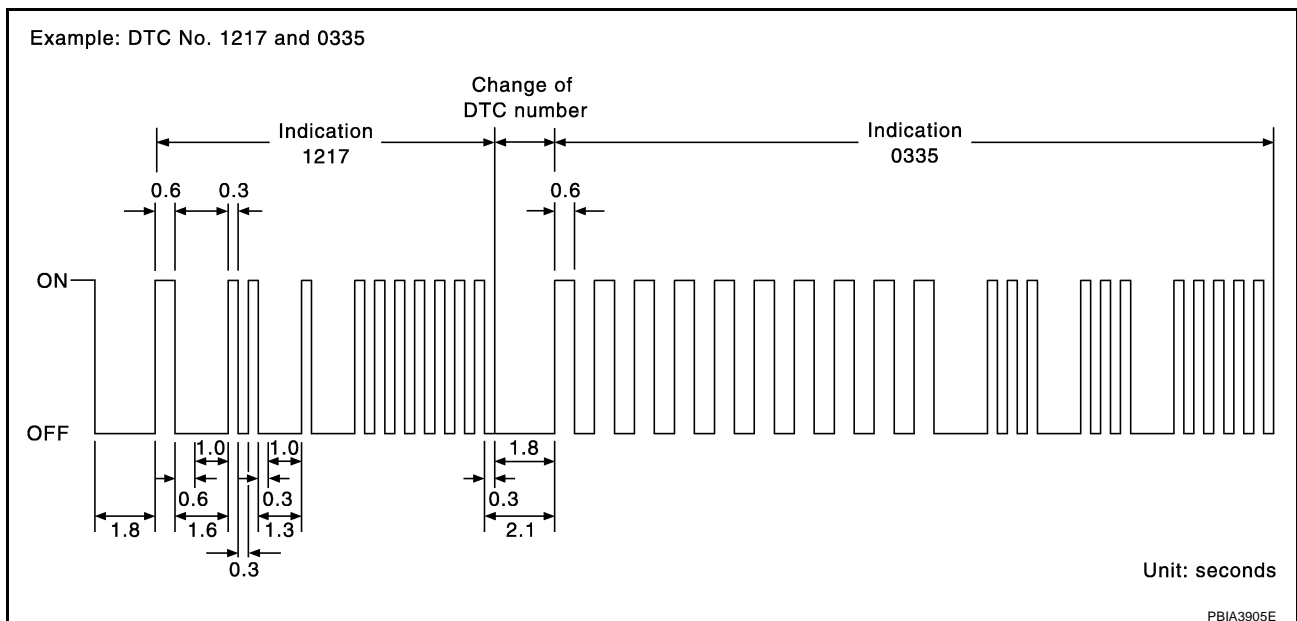 Example: DTC No. 1217 and 0335
Change of
DTC number
Indication
1217
Indication
0335
0.6
0.3
0.6
ON
OFF
1.0
1.0
1.8
0.6
0.3
0.3
1.8
1.6
1.3
2.1
0.3
Unit: seconds
PBIA3905E